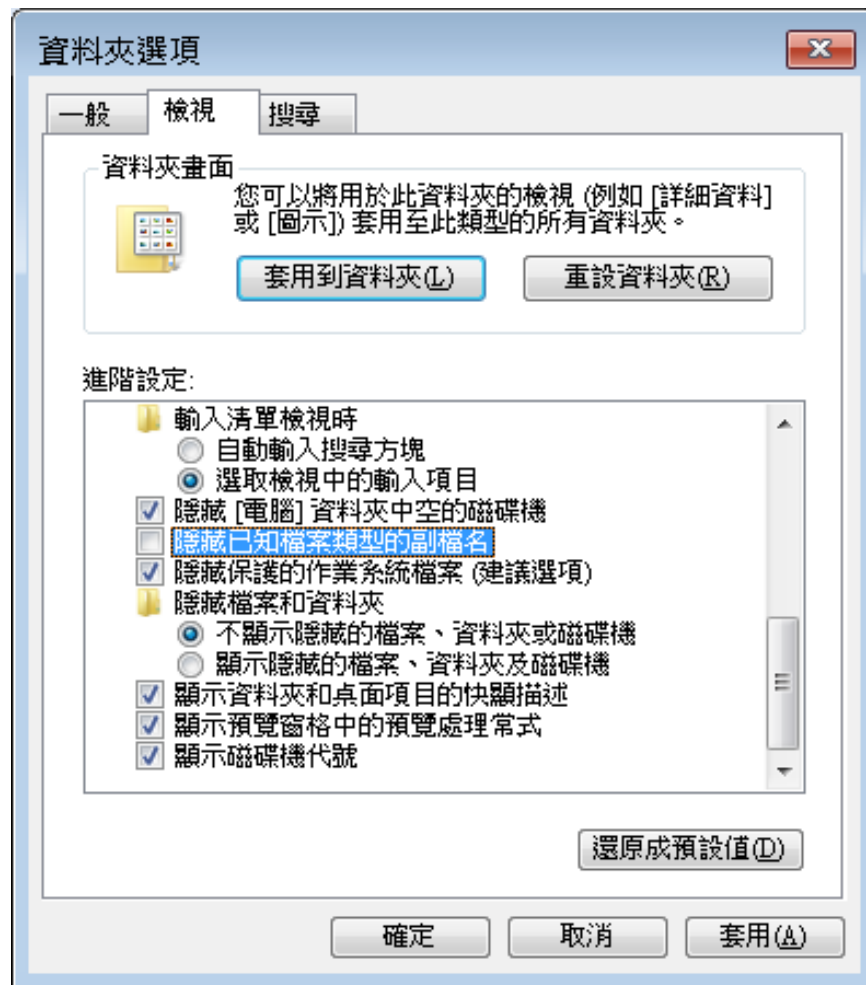 資料夾選項
一般 檢視 搜尋
資料夾畫面
您可以將用於此資料夾的檢視 (例如 [詳細資料]
或 [圖示]) 套用至此類型的所有資料夾。
套用到資料夾(L) 重設資料夾(R)
進階設定:
輸入清單檢視時
自動輸入搜尋方塊
選取檢視中的輸入項目
隱藏 [電腦] 資料夾中空的磁碟機
隱藏已知檔案類型的副檔名
隱藏保護的作業系統檔案 (建議選項)
隱藏檔案和資料夾
不顯示隱藏的檔案、資料夾或磁碟機
顯示隱藏的檔案、資料夾及磁碟機
顯示資料夾和桌面項目的快顯描述
顯示預覽窗格中的預覽處理常式
顯示磁碟機代號
還原成預設值(D)
確定 取消 套用(A)